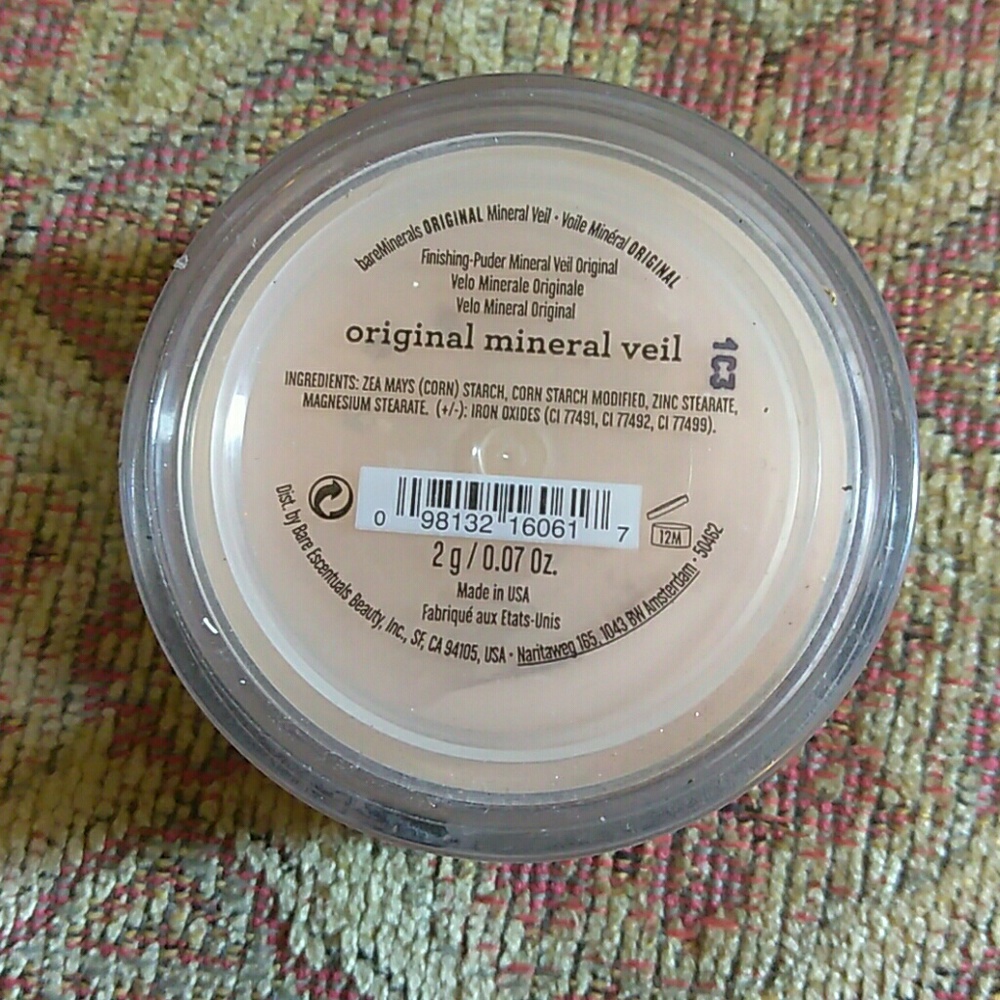 bareMinerals ORIGINAL Mineral Veil • Voile Minéral ORIGINAL
Finishing-Puder Mineral Veil Original
Velo Minerale Originale
Velo Mineral Original
original mineral veil
1C3
INGREDIENTS: ZEA MAYS (CORN) STARCH, CORN STARCH MODIFIED, ZINC STEARATE,
MAGNESIUM STEARATE. (+/-): IRON OXIDES (CI 77491, CI 77492, CI 77499).
0 98132 16061 7
12M
2 g / 0.07 Oz.
Made in USA
Fabriqué aux Etats-Unis
Dist. by Bare Escentuals Beauty, Inc., SF, CA 94105, USA • Naritaweg 165, 1043 BW Amsterdam • 50462